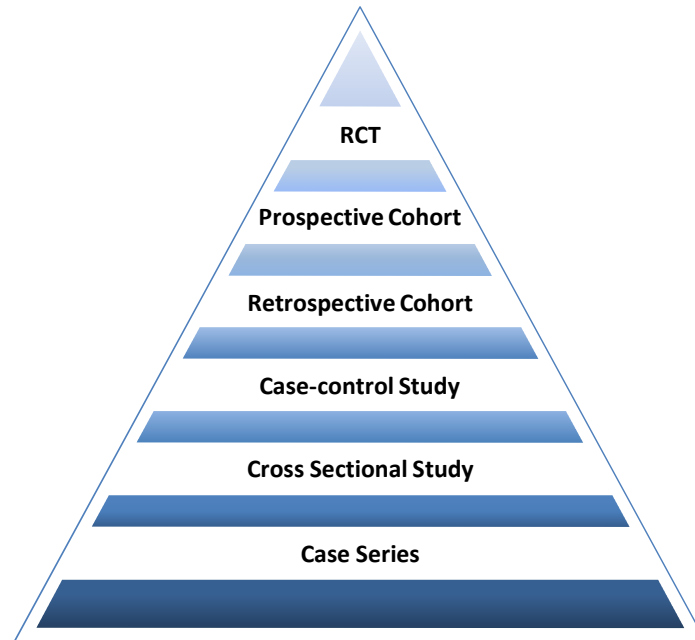 RCT
Prospective Cohort
Retrospective Cohort
Case-control Study
Cross Sectional Study
Case Series